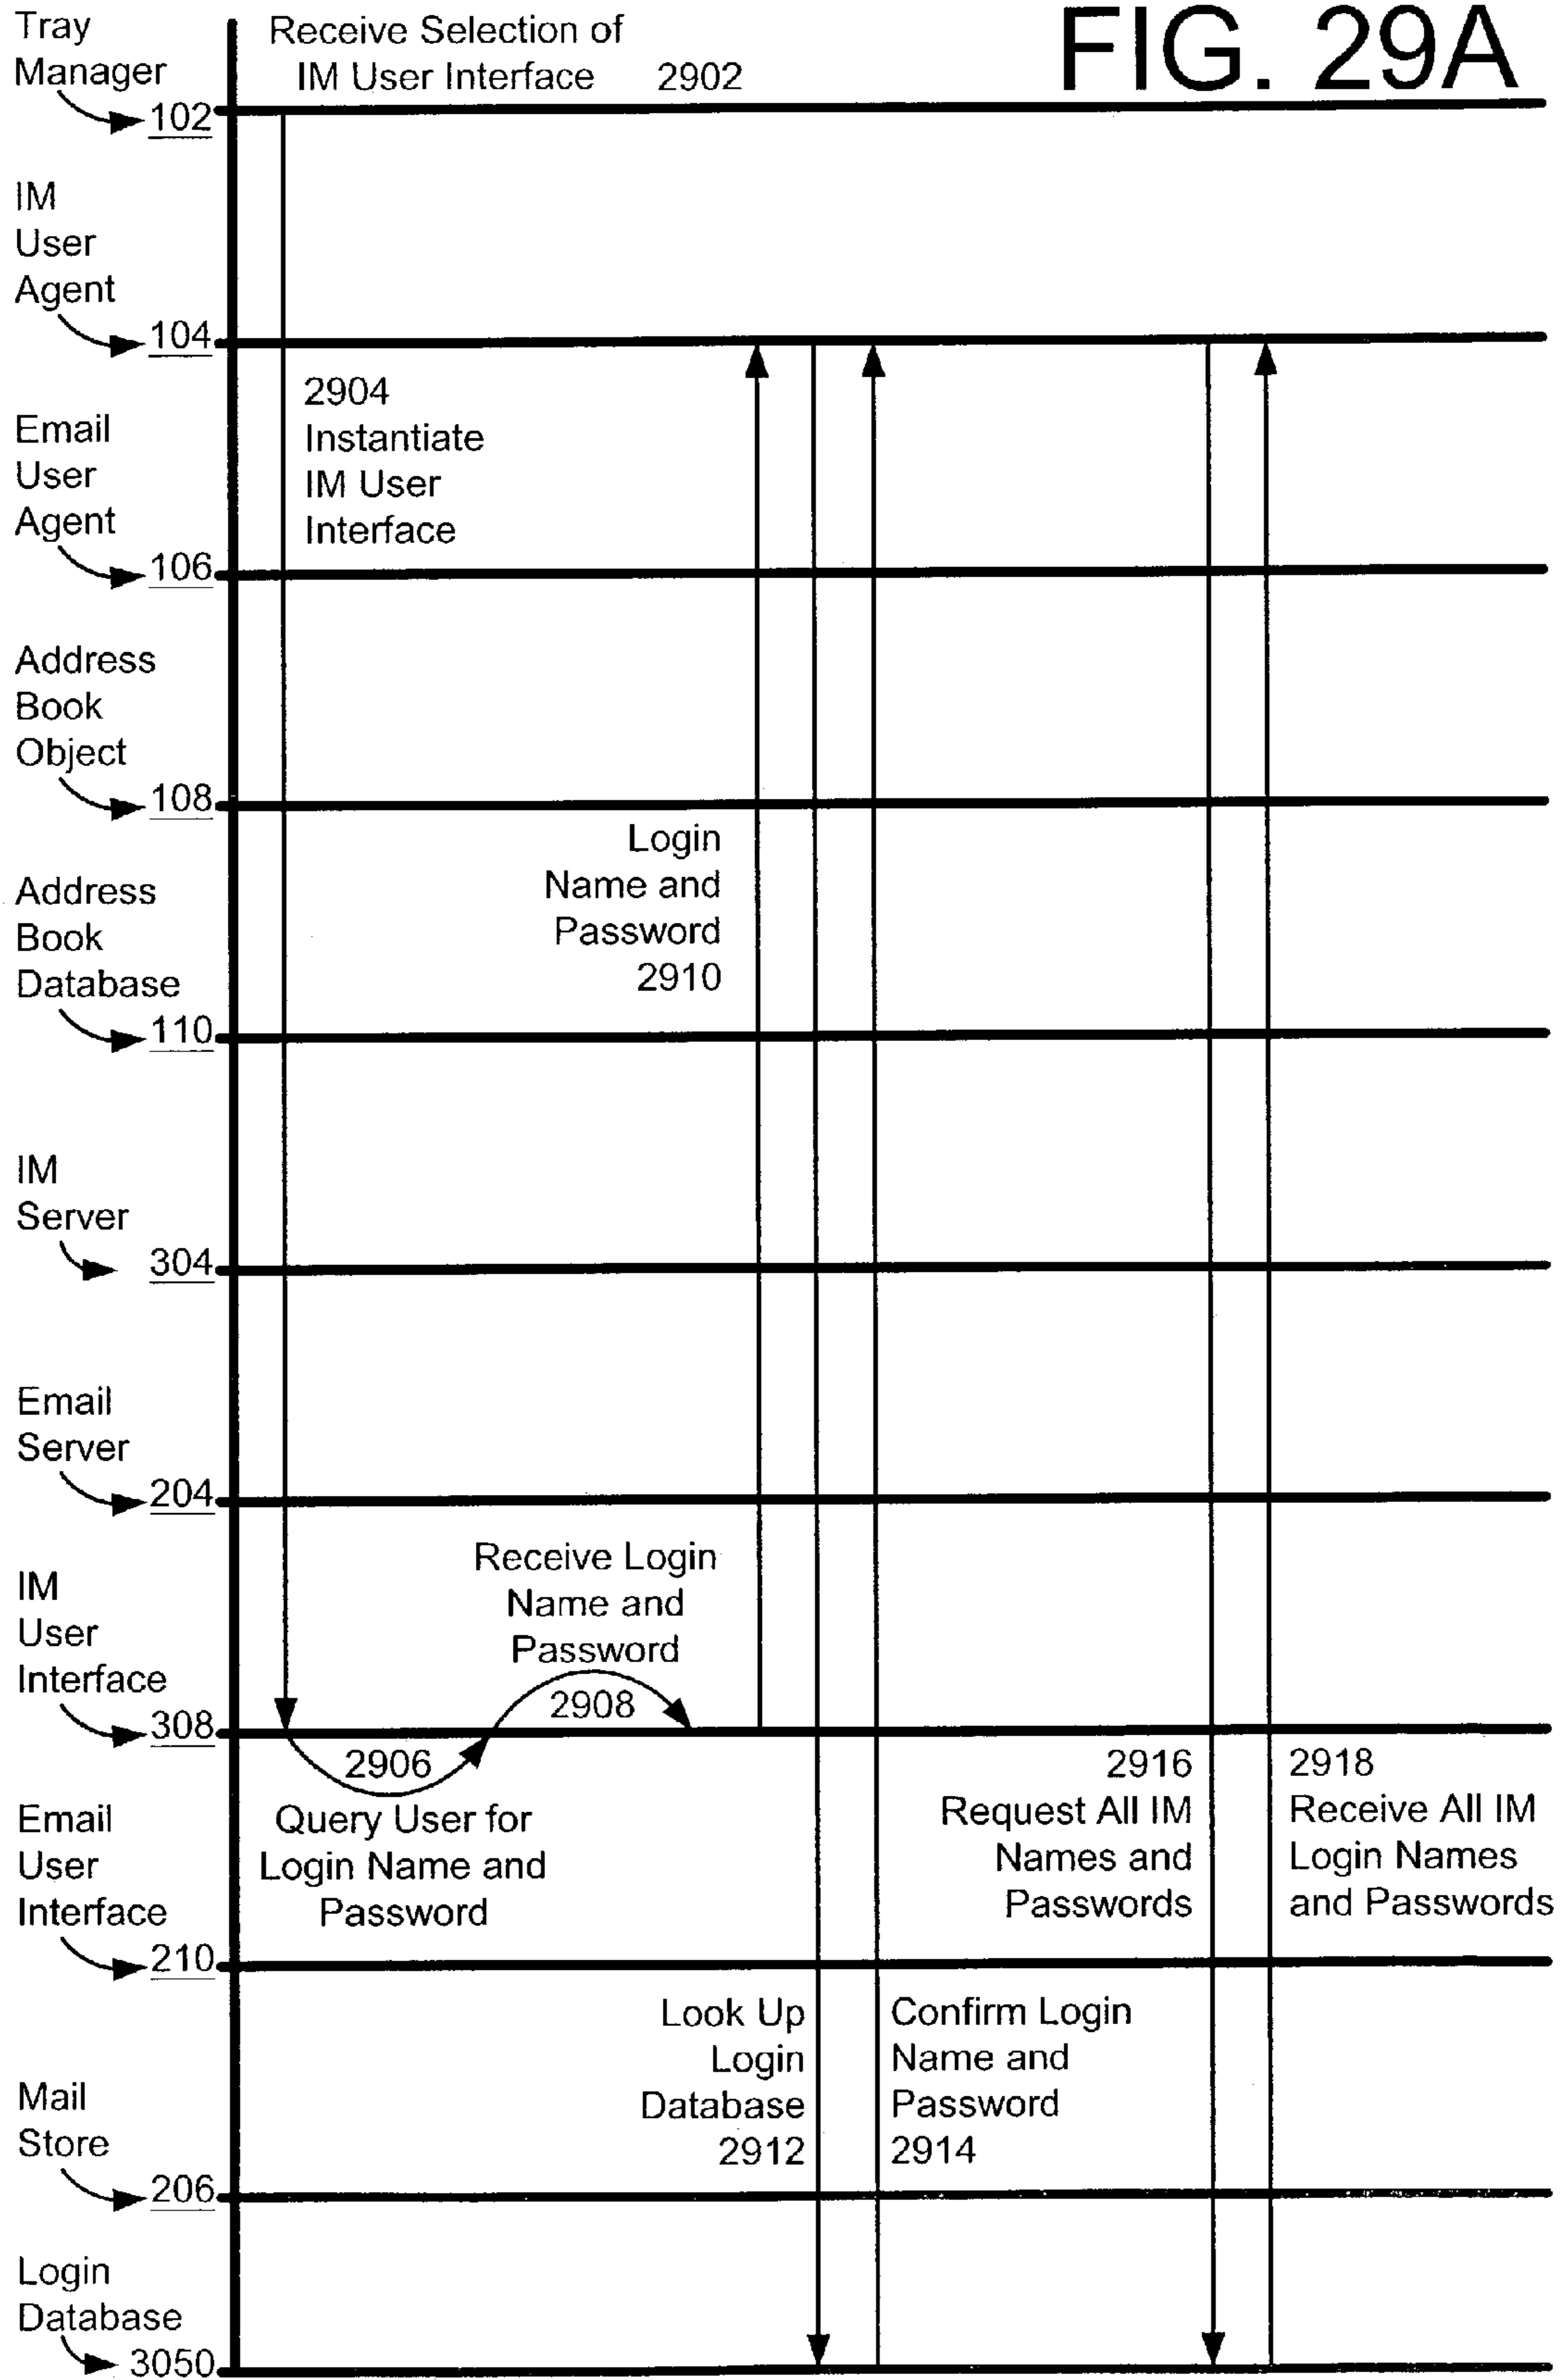 FIG. 29A
Tray
Manager
102
Receive Selection of
IM User Interface 2902
IM
User
Agent
104
2904
Instantiate
IM User
Interface
Email
User
Agent
106
Address
Book
Object
108
Login
Name and
Password
2910
Address
Book
Database
110
IM
Server
304
Email
Server
204
Receive Login
Name and
Password
2908
IM
User
Interface
308
2906
Query User for
Login Name and
Password
2916
Request All IM
Names and
Passwords
2918
Receive All IM
Login Names
and Passwords
Email
User
Interface
210
Look Up
Login
Database
2912
Confirm Login
Name and
Password
2914
Mail
Store
206
Login
Database
3050